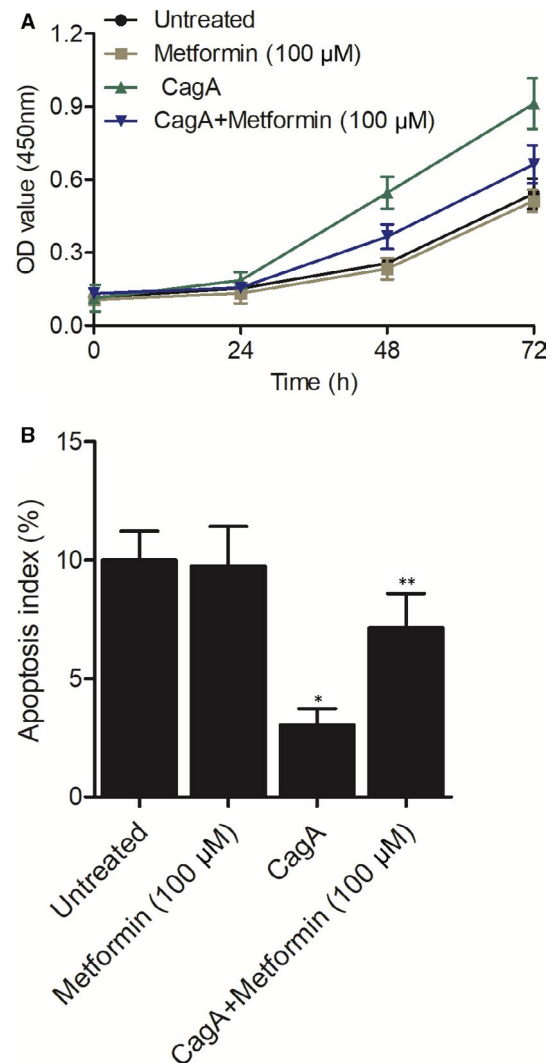 A
Untreated
Metformin (100 µM)
CagA
CagA+Metformin (100 µM)
OD value (450nm)
1.2
0.9
0.6
0.3
0.0
0 24 48 72
Time (h)
B
Apoptosis index (%)
15
10
5
0
*
**
Untreated
Metformin (100 µM)
CagA
CagA+Metformin (100 µM)